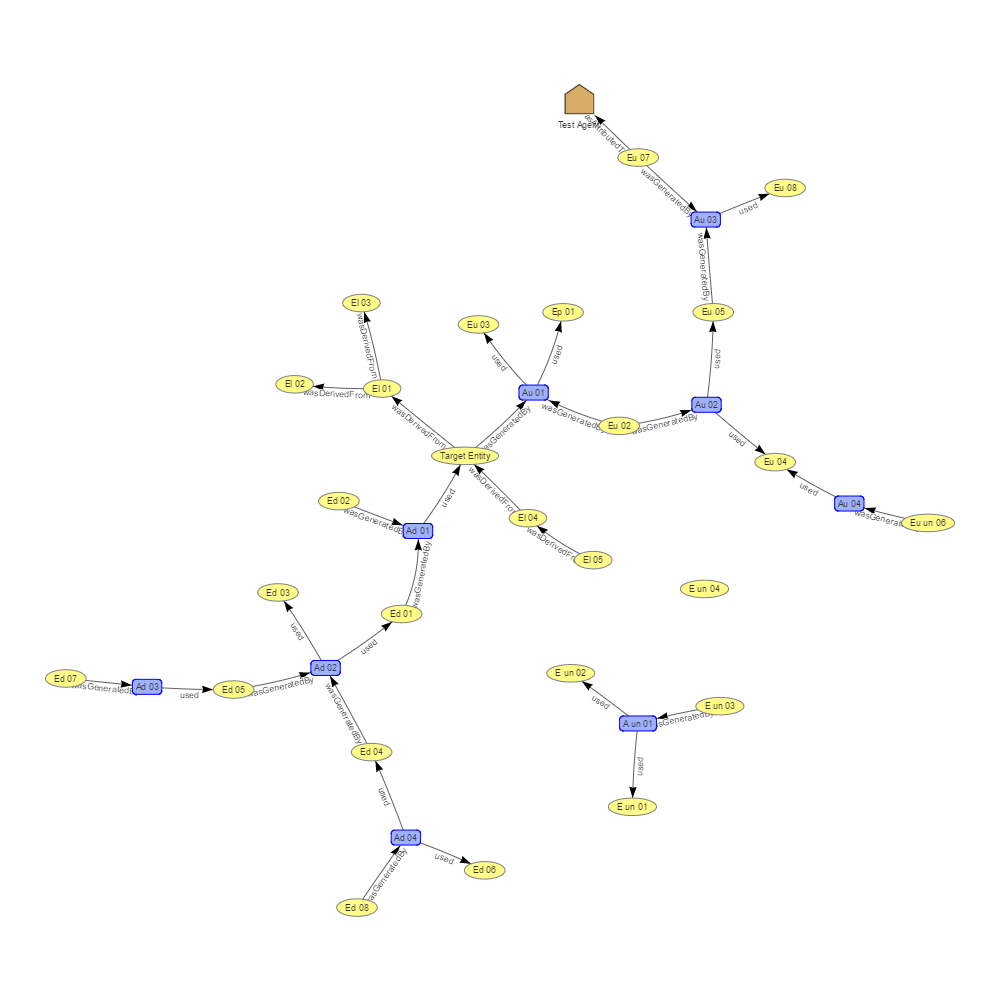 Test Agent
wasAttributedTo
Eu 07
wasGeneratedBy
Eu 08
used
Au 03
wasGeneratedBy
El 03
Eu 05
Ep 01
Eu 03
wasDerivedFrom
used
used
used
El 02
wasDerivedFrom
El 01
Au 01
Au 02
wasDerivedFrom
wasGeneratedBy
wasGeneratedBy
Eu 02
wasGeneratedBy
used
Target Entity
Eu 04
used
wasDerivedFrom
used
Ed 02
wasGeneratedBy
Au 04
wasGeneratedBy
Eu un 06
El 04
Ad 01
wasDerivedFrom
El 05
wasGeneratedBy
E un 04
Ed 03
Ed 01
used
used
Ad 02
E un 02
Ed 07
wasGeneratedBy
Ad 03
used
Ed 05
wasGeneratedBy
used
E un 03
wasGeneratedBy
A un 01
wasGeneratedBy
Ed 04
used
used
E un 01
Ad 04
used
wasGeneratedBy
Ed 06
Ed 08